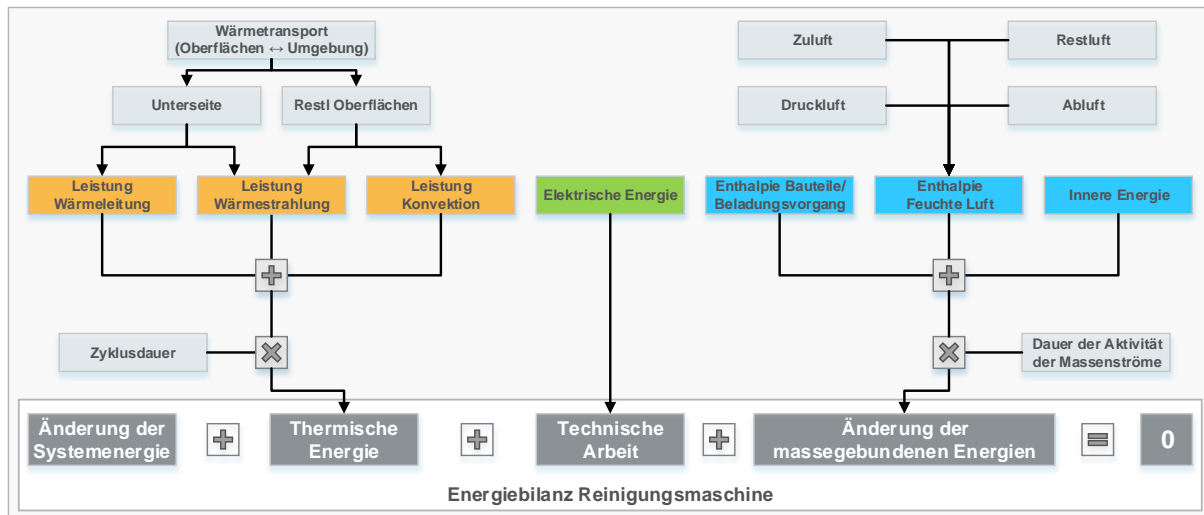 Wärmetransport
(Oberflächen ↔ Umgebung)
Zuluft
Restluft
Unterseite
Restl Oberflächen
Druckluft
Abluft
Leistung
Wärmeleitung
Leistung
Wärmestrahlung
Leistung
Konvektion
Elektrische Energie
Enthalpie Bauteile/
Beladungsvorgang
Enthalpie
Feuchte Luft
Innere Energie
Zyklusdauer
Dauer der Aktivität
der Massenströme
Änderung der
Systemenergie
Thermische
Energie
Technische
Arbeit
Änderung der
massegebundenen Energien
0
Energiebilanz Reinigungsmaschine